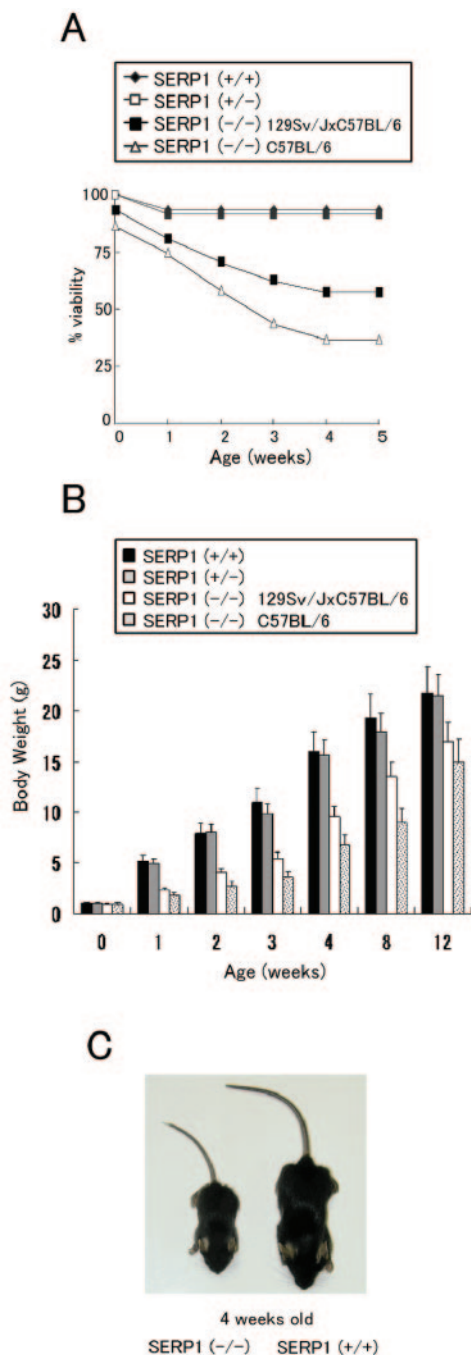 A
SERP1 (+/+)
SERP1 (+/−)
SERP1 (−/−) 129Sv/JxC57BL/6
SERP1 (−/−) C57BL/6
100
75
50
25
0
% viability
0 1 2 3 4 5
Age (weeks)
B
SERP1 (+/+)
SERP1 (+/−)
SERP1 (−/−) 129Sv/JxC57BL/6
SERP1 (−/−) C57BL/6
30
25
20
15
10
5
0
Body Weight (g)
0 1 2 3 4 8 12
Age (weeks)
C
4 weeks old
SERP1 (−/−) SERP1 (+/+)